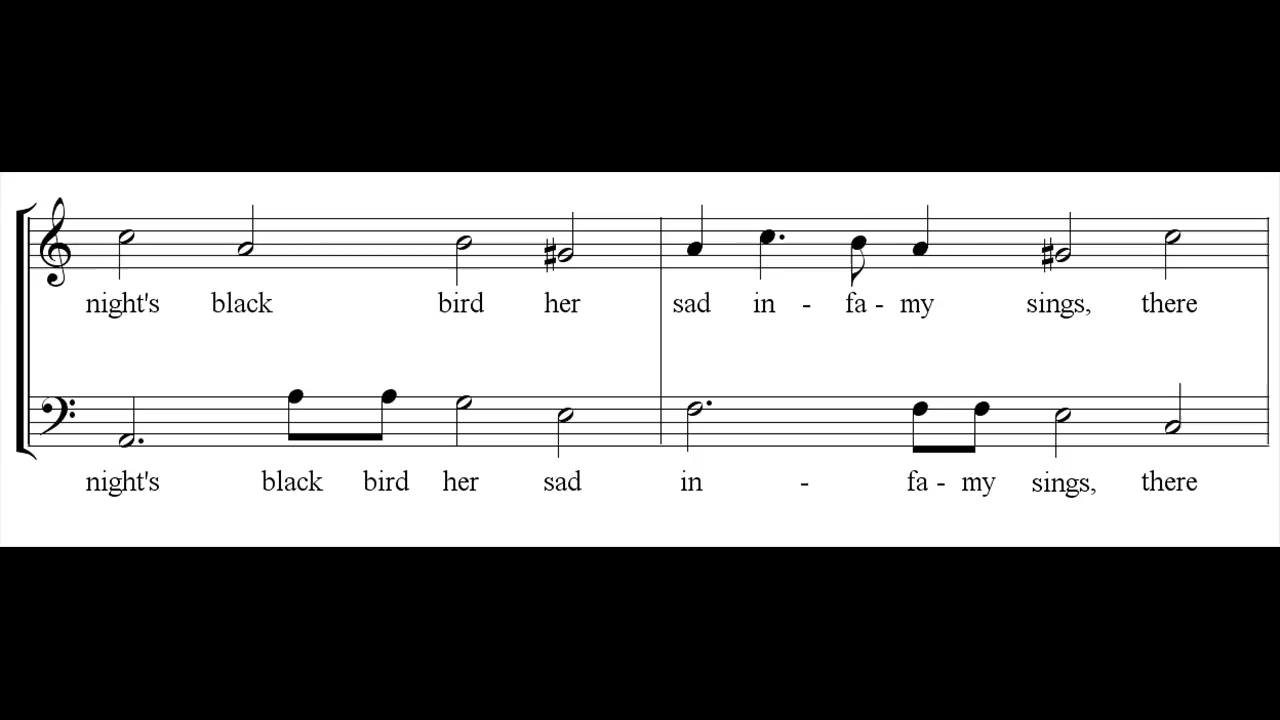 night's black bird her sad in - fa - my sings, there
night's black bird her sad in - fa - my sings, there